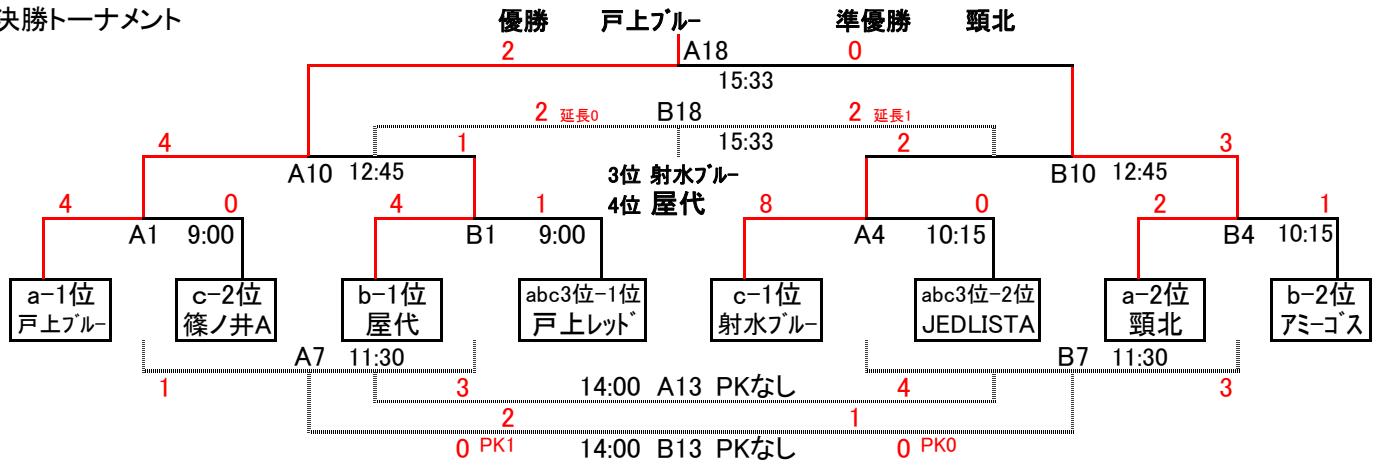 決勝トーナメント 優勝 戸上ブルー 準優勝 頸北
2 A18 0
15:33
2 延長0 B18 2 延長1
4 1 15:33 2 3
A10 12:45 3位 射水ブルー B10 12:45
4 0 4 1 4位 屋代 8 0 2 1
A1 9:00 B1 9:00 A4 10:15 B4 10:15
a-1位 c-2位 b-1位 abc3位-1位 c-1位 abc3位-2位 a-2位 b-2位
戸上ブルー 篠ノ井A 屋代 戸上レッド 射水ブルー JEDLISTA 頸北 アミーゴス
A7 11:30 B7 11:30
1 3 14:00 A13 PKなし 4 3
2 1
0 PK1 14:00 B13 PKなし 0 PK0